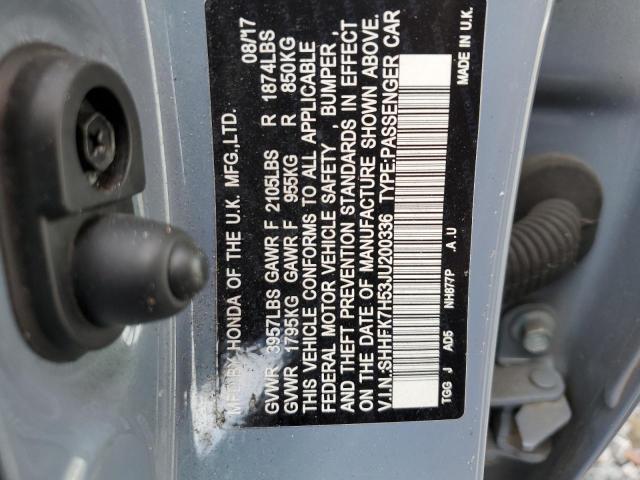 MFD.BY HONDA OF THE U.K. MFG.,LTD. 08/17
GVWR 3957LBS GAWR F 2105LBS R 1874LBS
GVWR 1795KG GAWR F 955KG R 850KG
THIS VEHICLE CONFORMS TO ALL APPLICABLE
FEDERAL MOTOR VEHICLE SAFETY, BUMPER,
AND THEFT PREVENTION STANDARDS IN EFFECT
ON THE DATE OF MANUFACTURE SHOWN ABOVE.
V.I.N.:SHHFK7H53JU200336 TYPE:PASSENGER CAR
TGG J A05 NH877P A.U MADE IN U.K.